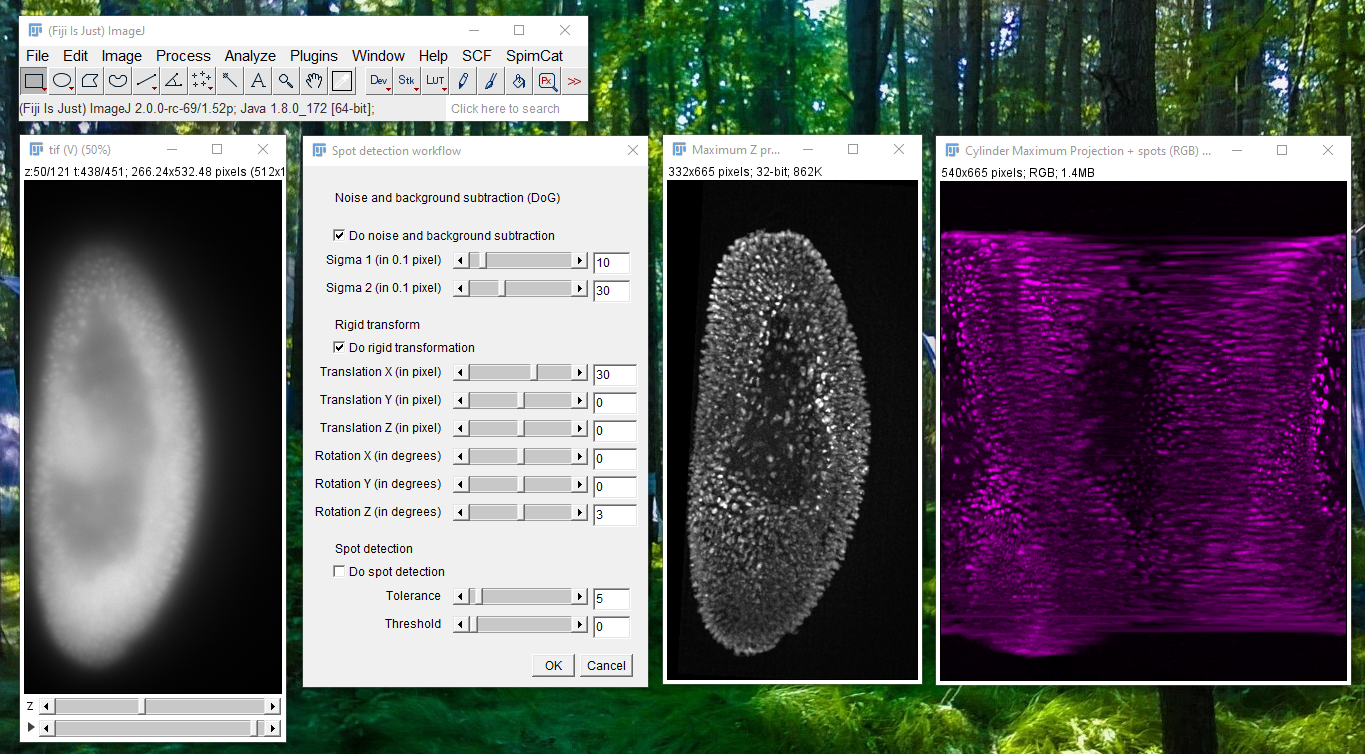 (Fiji Is Just) ImageJ
File Edit Image Process Analyze Plugins Window Help SCF SpimCat
A Dev Stk LUT Px >>
(Fiji Is Just) ImageJ 2.0.0-rc-69/1.52p; Java 1.8.0_172 [64-bit]; Click here to search
tif (V) (50%)
z:50/121 t:438/451; 266.24x532.48 pixels (512x1
Z
Spot detection workflow
Noise and background subtraction (DoG)
Do noise and background subtraction
Sigma 1 (in 0.1 pixel) 10
Sigma 2 (in 0.1 pixel) 30
Rigid transform
Do rigid transformation
Translation X (in pixel) 30
Translation Y (in pixel) 0
Translation Z (in pixel) 0
Rotation X (in degrees) 0
Rotation Y (in degrees) 0
Rotation Z (in degrees) 3
Spot detection
Do spot detection
Tolerance 5
Threshold 0
OK Cancel
Maximum Z pr...
332x665 pixels; 32-bit; 862K
Cylinder Maximum Projection + spots (RGB) ...
540x665 pixels; RGB; 1.4MB